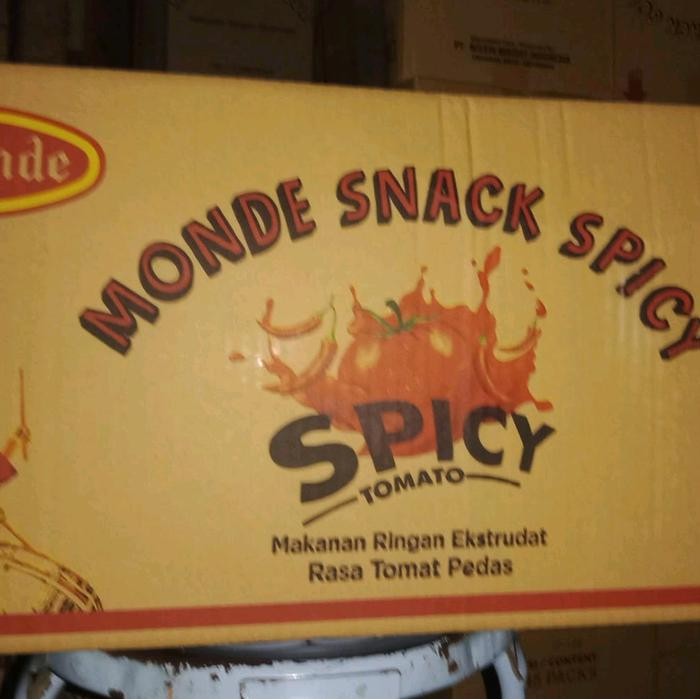 nde
MONDE SNACK SPICY
SPICY
TOMATO
Makanan Ringan Ekstrudat
Rasa Tomat Pedas